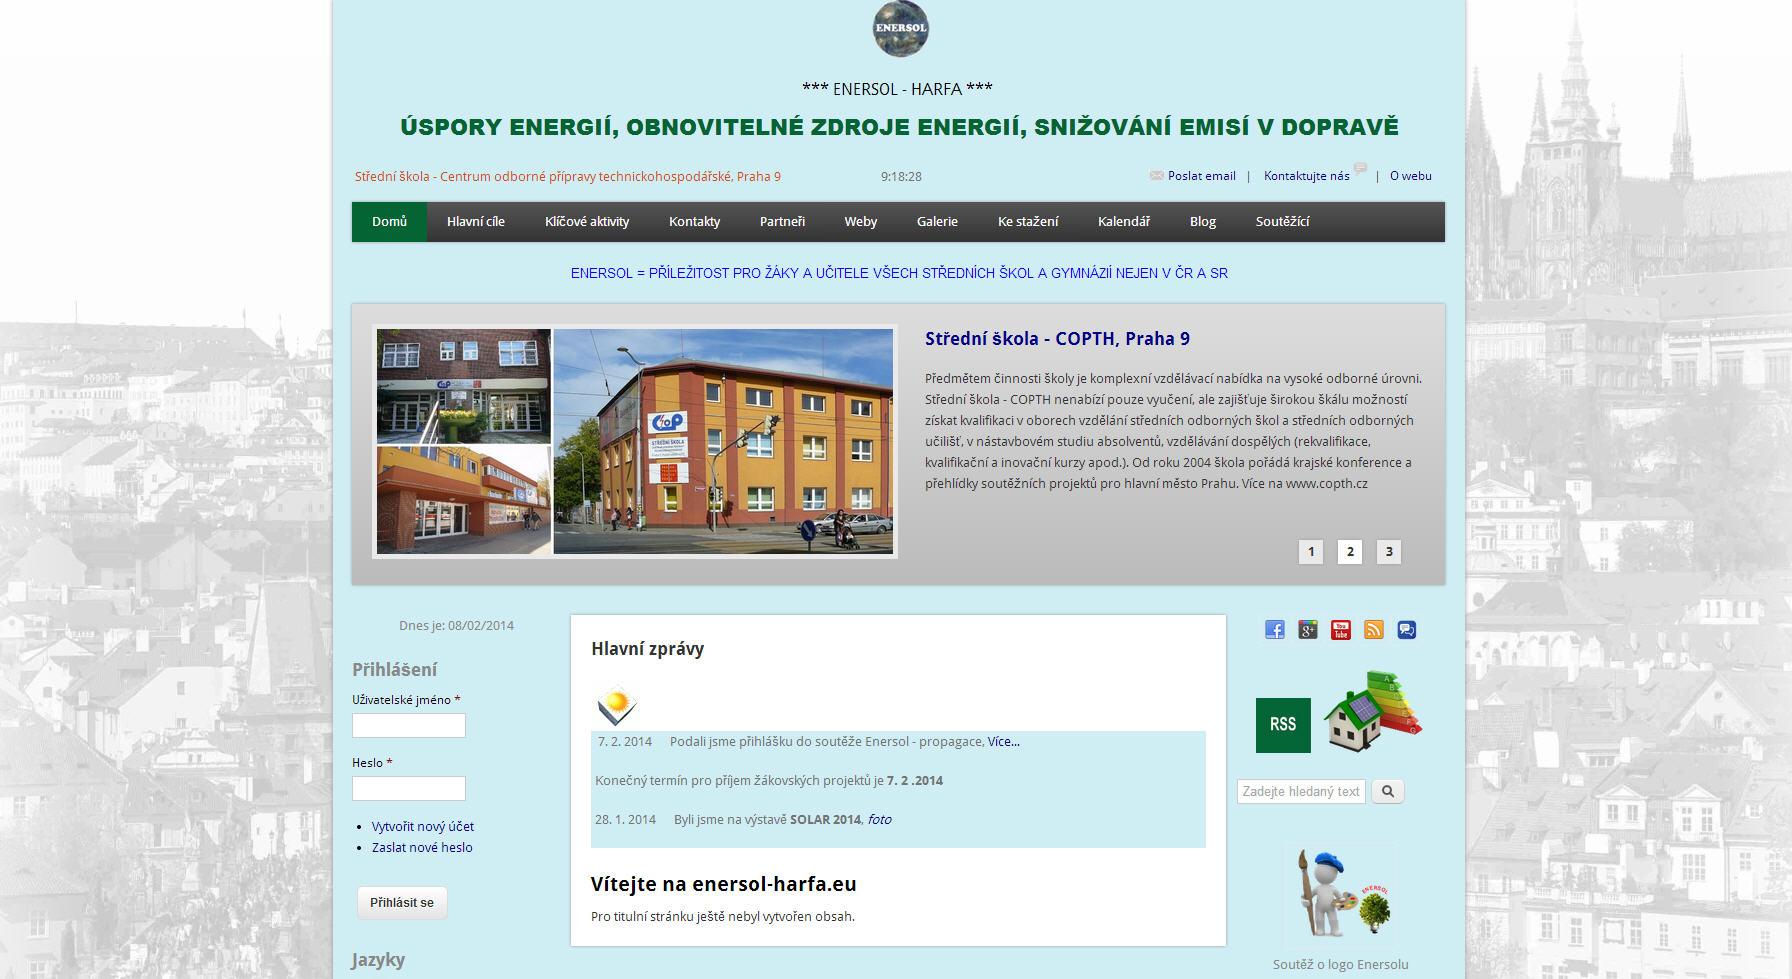 ENERSOL
*** ENERSOL - HARFA ***
ÚSPORY ENERGIÍ, OBNOVITELNÉ ZDROJE ENERGIÍ, SNIŽOVÁNÍ EMISÍ V DOPRAVĚ
Střední škola - Centrum odborné přípravy technickohospodářské, Praha 9
9:18:28
Poslat email | Kontaktujte nás | O webu
Domů Hlavní cíle Klíčové aktivity Kontakty Partneři Weby Galerie Ke stažení Kalendář Blog Soutěžící
ENERSOL = PŘÍLEŽITOST PRO ŽÁKY A UČITELE VŠECH STŘEDNÍCH ŠKOL A GYMNÁZIÍ NEJEN V ČR A SR
STŘEDNÍ ŠKOLA
Střední škola - COPTH, Praha 9
Předmětem činnosti školy je komplexní vzdělávací nabídka na vysoké odborné úrovni.
Střední škola - COPTH nenabízí pouze vyučení, ale zajišťuje širokou škálu možností
získat kvalifikaci v oborech vzdělání středních odborných škol a středních odborných
učilišť, v nástavbovém studiu absolventů, vzdělávání dospělých (rekvalifikace,
kvalifikační a inovační kurzy apod.). Od roku 2004 škola pořádá krajské konference a
přehlídky soutěžních projektů pro hlavní město Prahu. Více na www.copth.cz
1 2 3
Dnes je: 08/02/2014
Přihlášení
Uživatelské jméno *
Heslo *
Vytvořit nový účet
Zaslat nové heslo
Přihlásit se
Jazyky
Hlavní zprávy
7. 2. 2014 Podali jsme přihlášku do soutěže Enersol - propagace, Více...
Konečný termín pro příjem žákovských projektů je 7. 2 .2014
28. 1. 2014 Byli jsme na výstavě SOLAR 2014, foto
Vítejte na enersol-harfa.eu
Pro titulní stránku ještě nebyl vytvořen obsah.
You
Tube
RSS
Zadejte hledaný text
ENERSOL
Soutěž o logo Enersolu